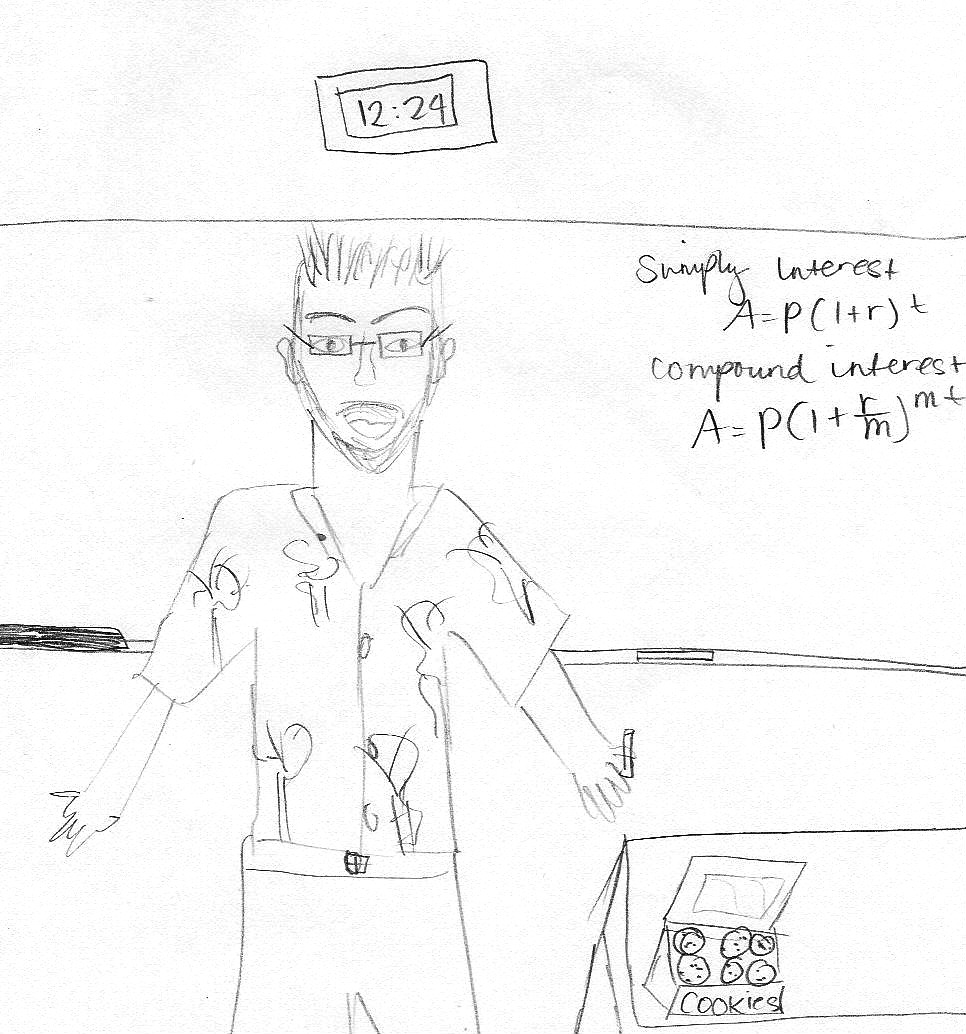 12:24
Simply Interest
A=P(1+r)t
compound interest
A=P(1+r/m)mt
Cookies